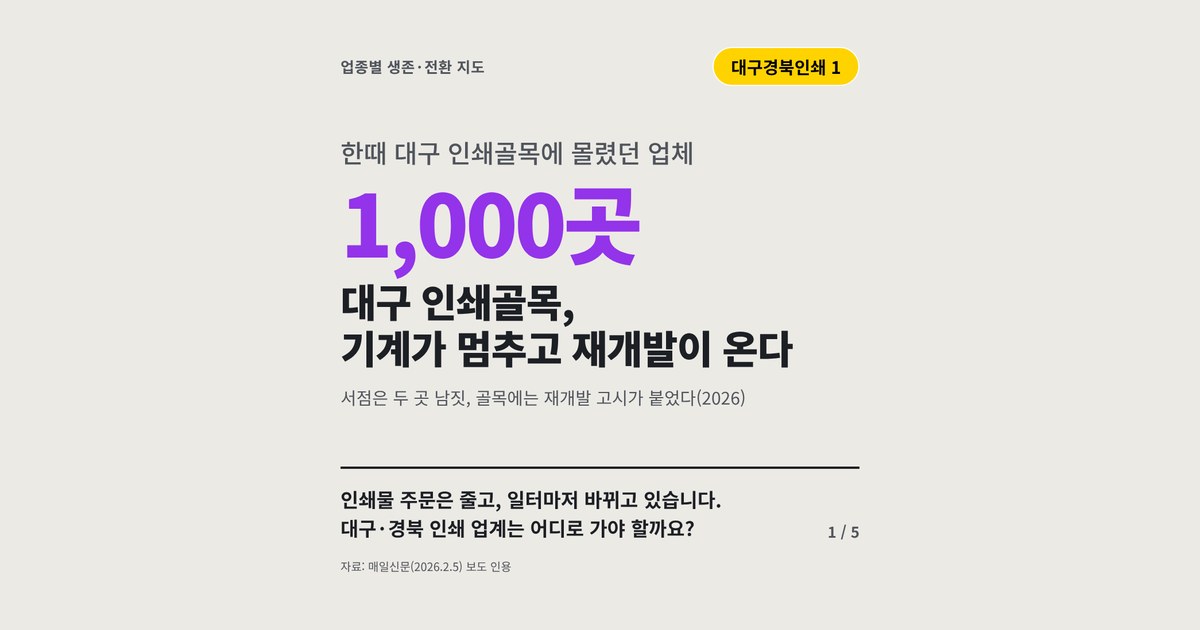 업종별 생존·전환 지도
대구경북인쇄 1
한때 대구 인쇄골목에 몰렸던 업체
1,000곳
대구 인쇄골목,
기계가 멈추고 재개발이 온다
서점은 두 곳 남짓, 골목에는 재개발 고시가 붙었다(2026)
인쇄물 주문은 줄고, 일터마저 바뀌고 있습니다.
대구·경북 인쇄 업계는 어디로 가야 할까요?
1 / 5
자료: 매일신문(2026.2.5) 보도 인용